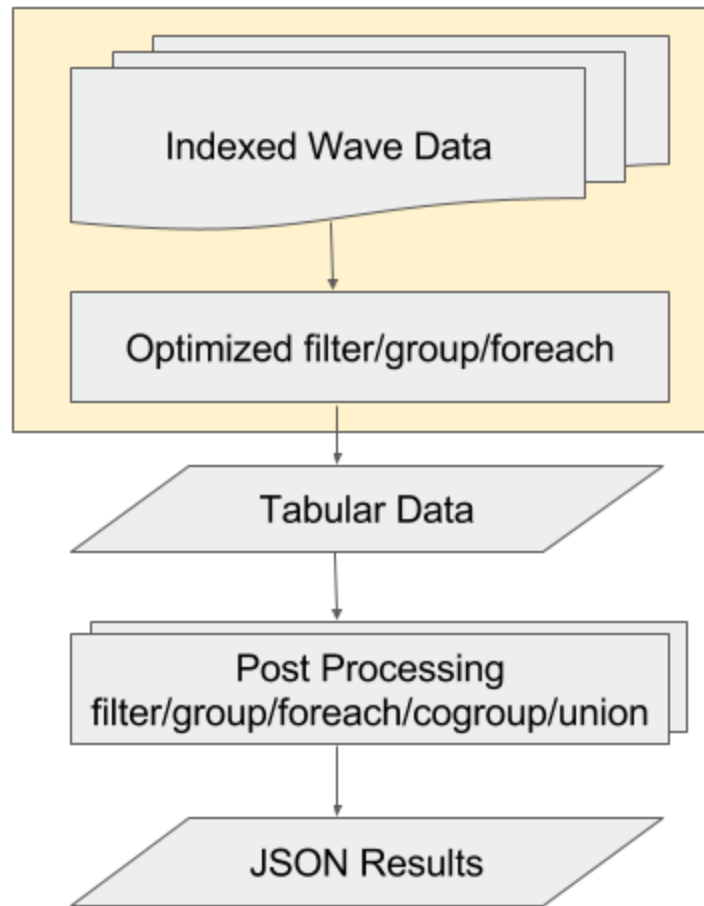 Indexed Wave Data
Optimized filter/group/foreach
Tabular Data
Post Processing
filter/group/foreach/cogroup/union
JSON Results